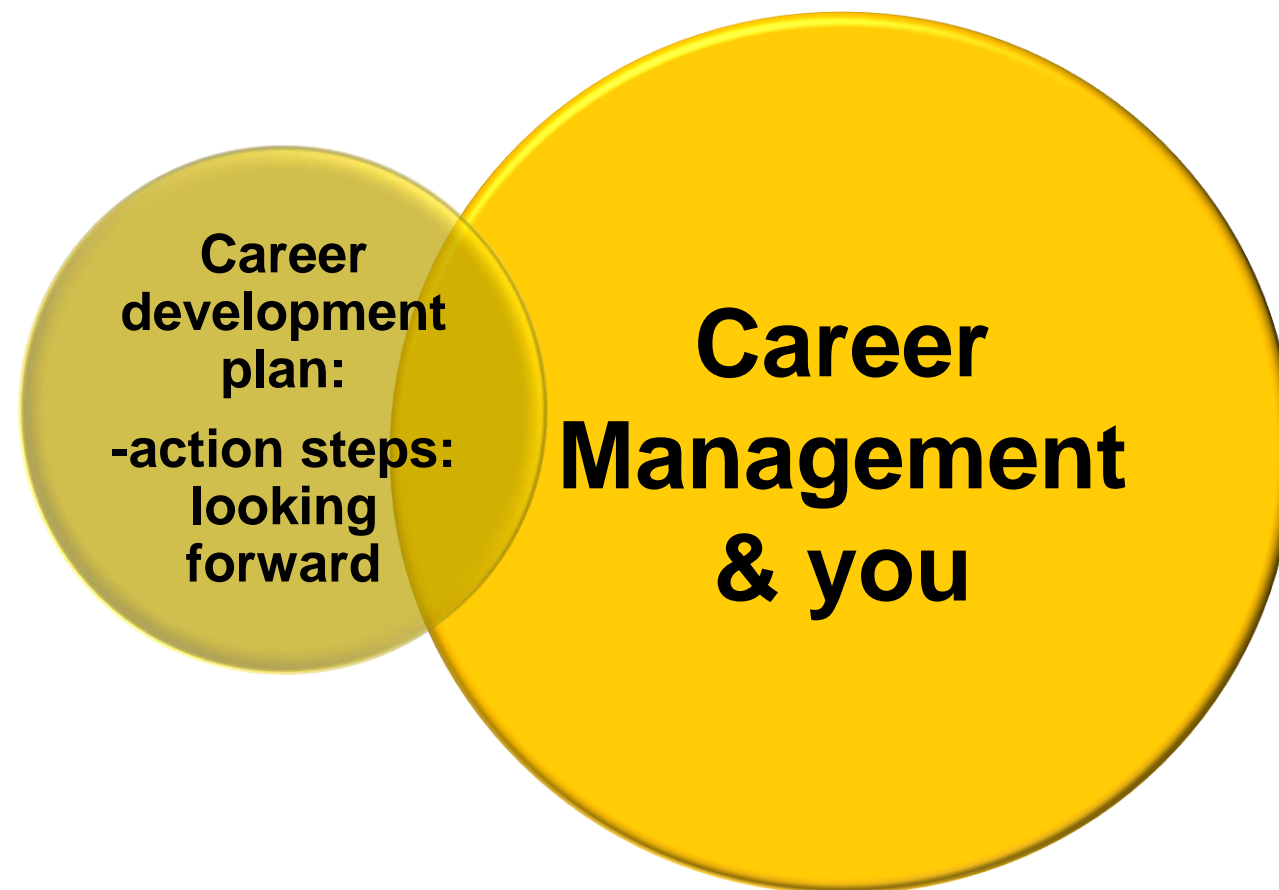 Career
development
plan:
-action steps:
looking
forward
Career
Management
& you